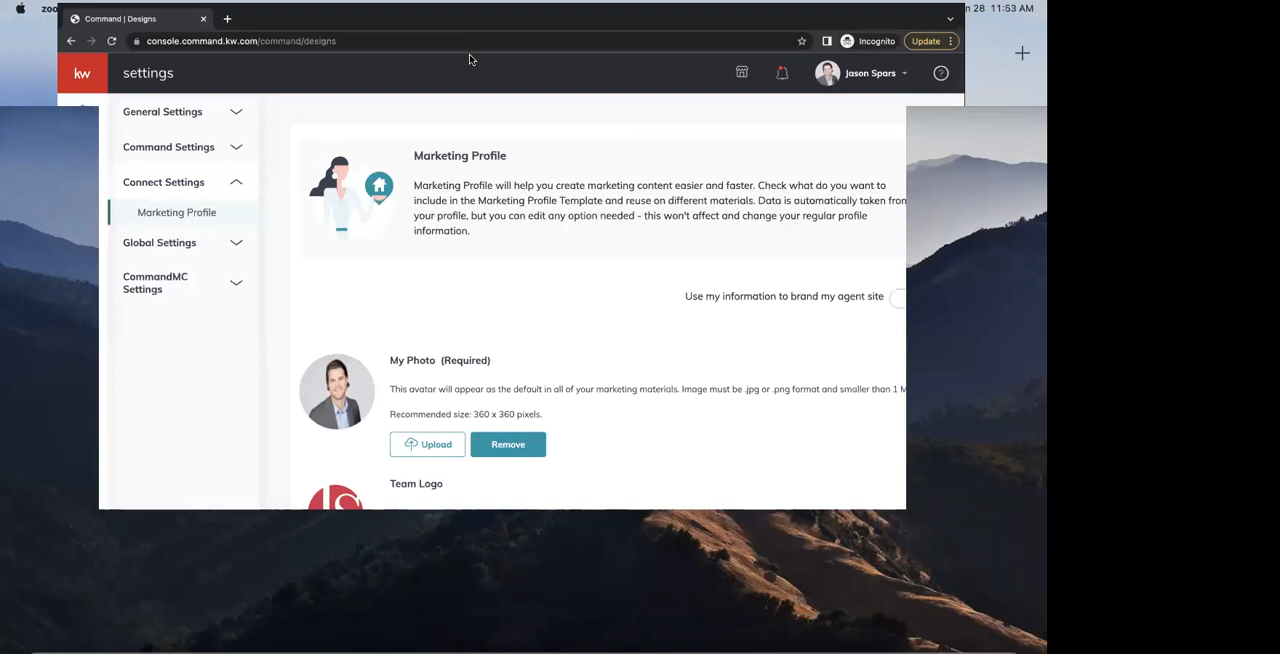 zoo
n 28 11:53 AM
Command | Designs
console.command.kw.com/command/designs
Incognito
Update
kw
settings
Jason Spars
General Settings
Command Settings
Connect Settings
Marketing Profile
Global Settings
CommandMC
Settings
Marketing Profile
Marketing Profile will help you create marketing content easier and faster. Check what do you want to
include in the Marketing Profile Template and reuse on different materials. Data is automatically taken from
your profile, but you can edit any option needed - this won't affect and change your regular profile
information.
Use my information to brand my agent site
My Photo (Required)
This avatar will appear as the default in all of your marketing materials. Image must be .jpg or .png format and smaller than 1 M
Recommended size: 360 x 360 pixels.
Upload
Remove
Team Logo